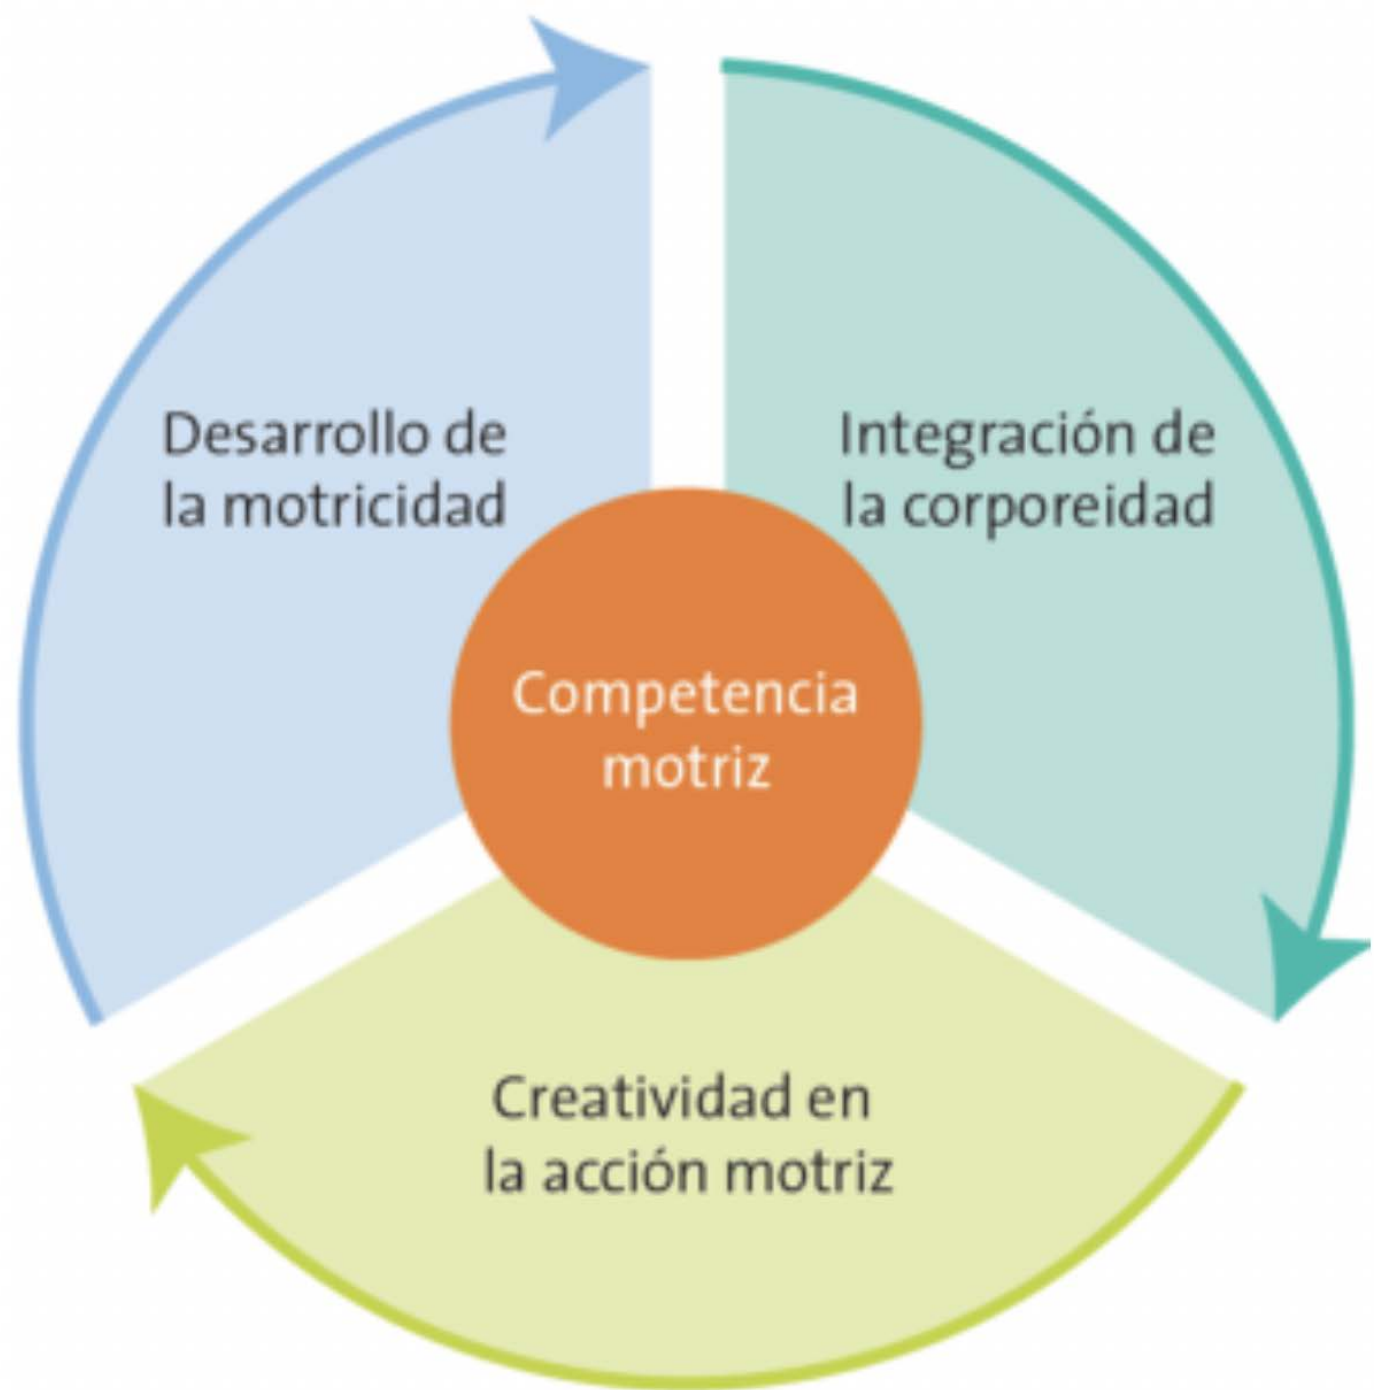 Desarrollo de
la motricidad
Integración de
la corporeidad
Competencia
motriz
Creatividad en
la acción motriz